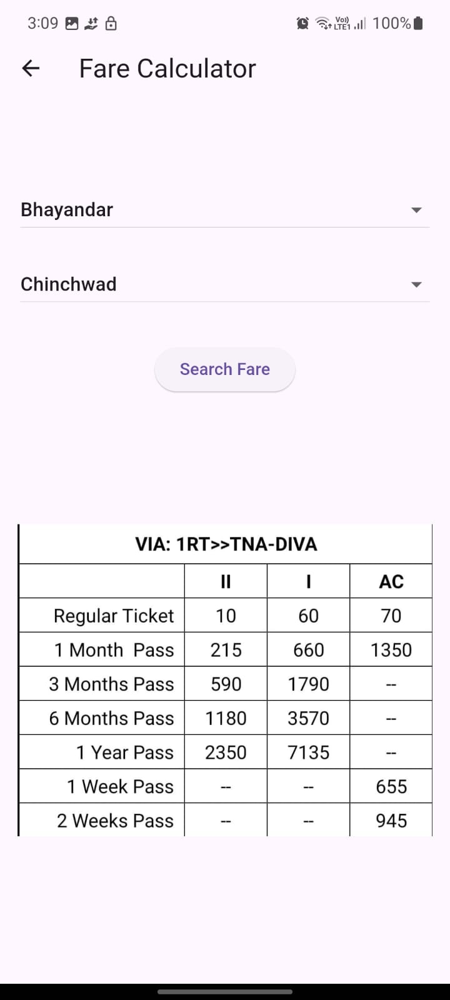 3:09 Vo)) LTE1 100%
Fare Calculator
Bhayandar
Chinchwad
Search Fare
VIA: 1RT>>TNA-DIVA
II I AC
Regular Ticket 10 60 70
1 Month Pass 215 660 1350
3 Months Pass 590 1790 --
6 Months Pass 1180 3570 --
1 Year Pass 2350 7135 --
1 Week Pass -- -- 655
2 Weeks Pass -- -- 945